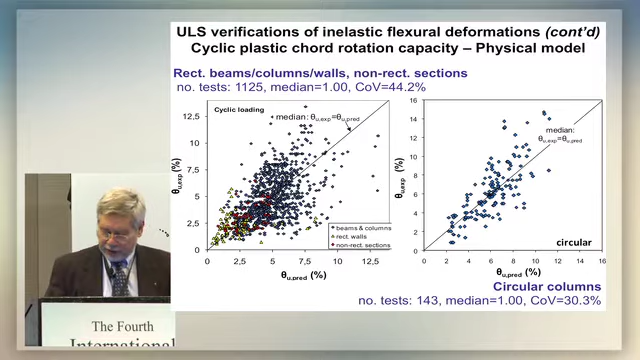 ULS verifications of inelastic flexural deformations (cont'd)
Cyclic plastic chord rotation capacity – Physical model
Rect. beams/columns/walls, non-rect. sections
no. tests: 1125, median=1.00, CoV=44.2%
Cyclic loading
median: θu,exp=θu,pred
12,5
10
7,5
5
2,5
0
θu,exp (%)
0 2,5 5 7,5 10 12,5
θu,pred (%)
beams & columns
rect. walls
non-rect. sections
16
14
12
10
8
6
4
2
0
θu,exp (%)
median:
θu,exp=θu,pred
circular
0 2 4 6 8 10 12 14 16
θu,pred (%)
Circular columns
no. tests: 143, median=1.00, CoV=30.3%
The Fourth
International